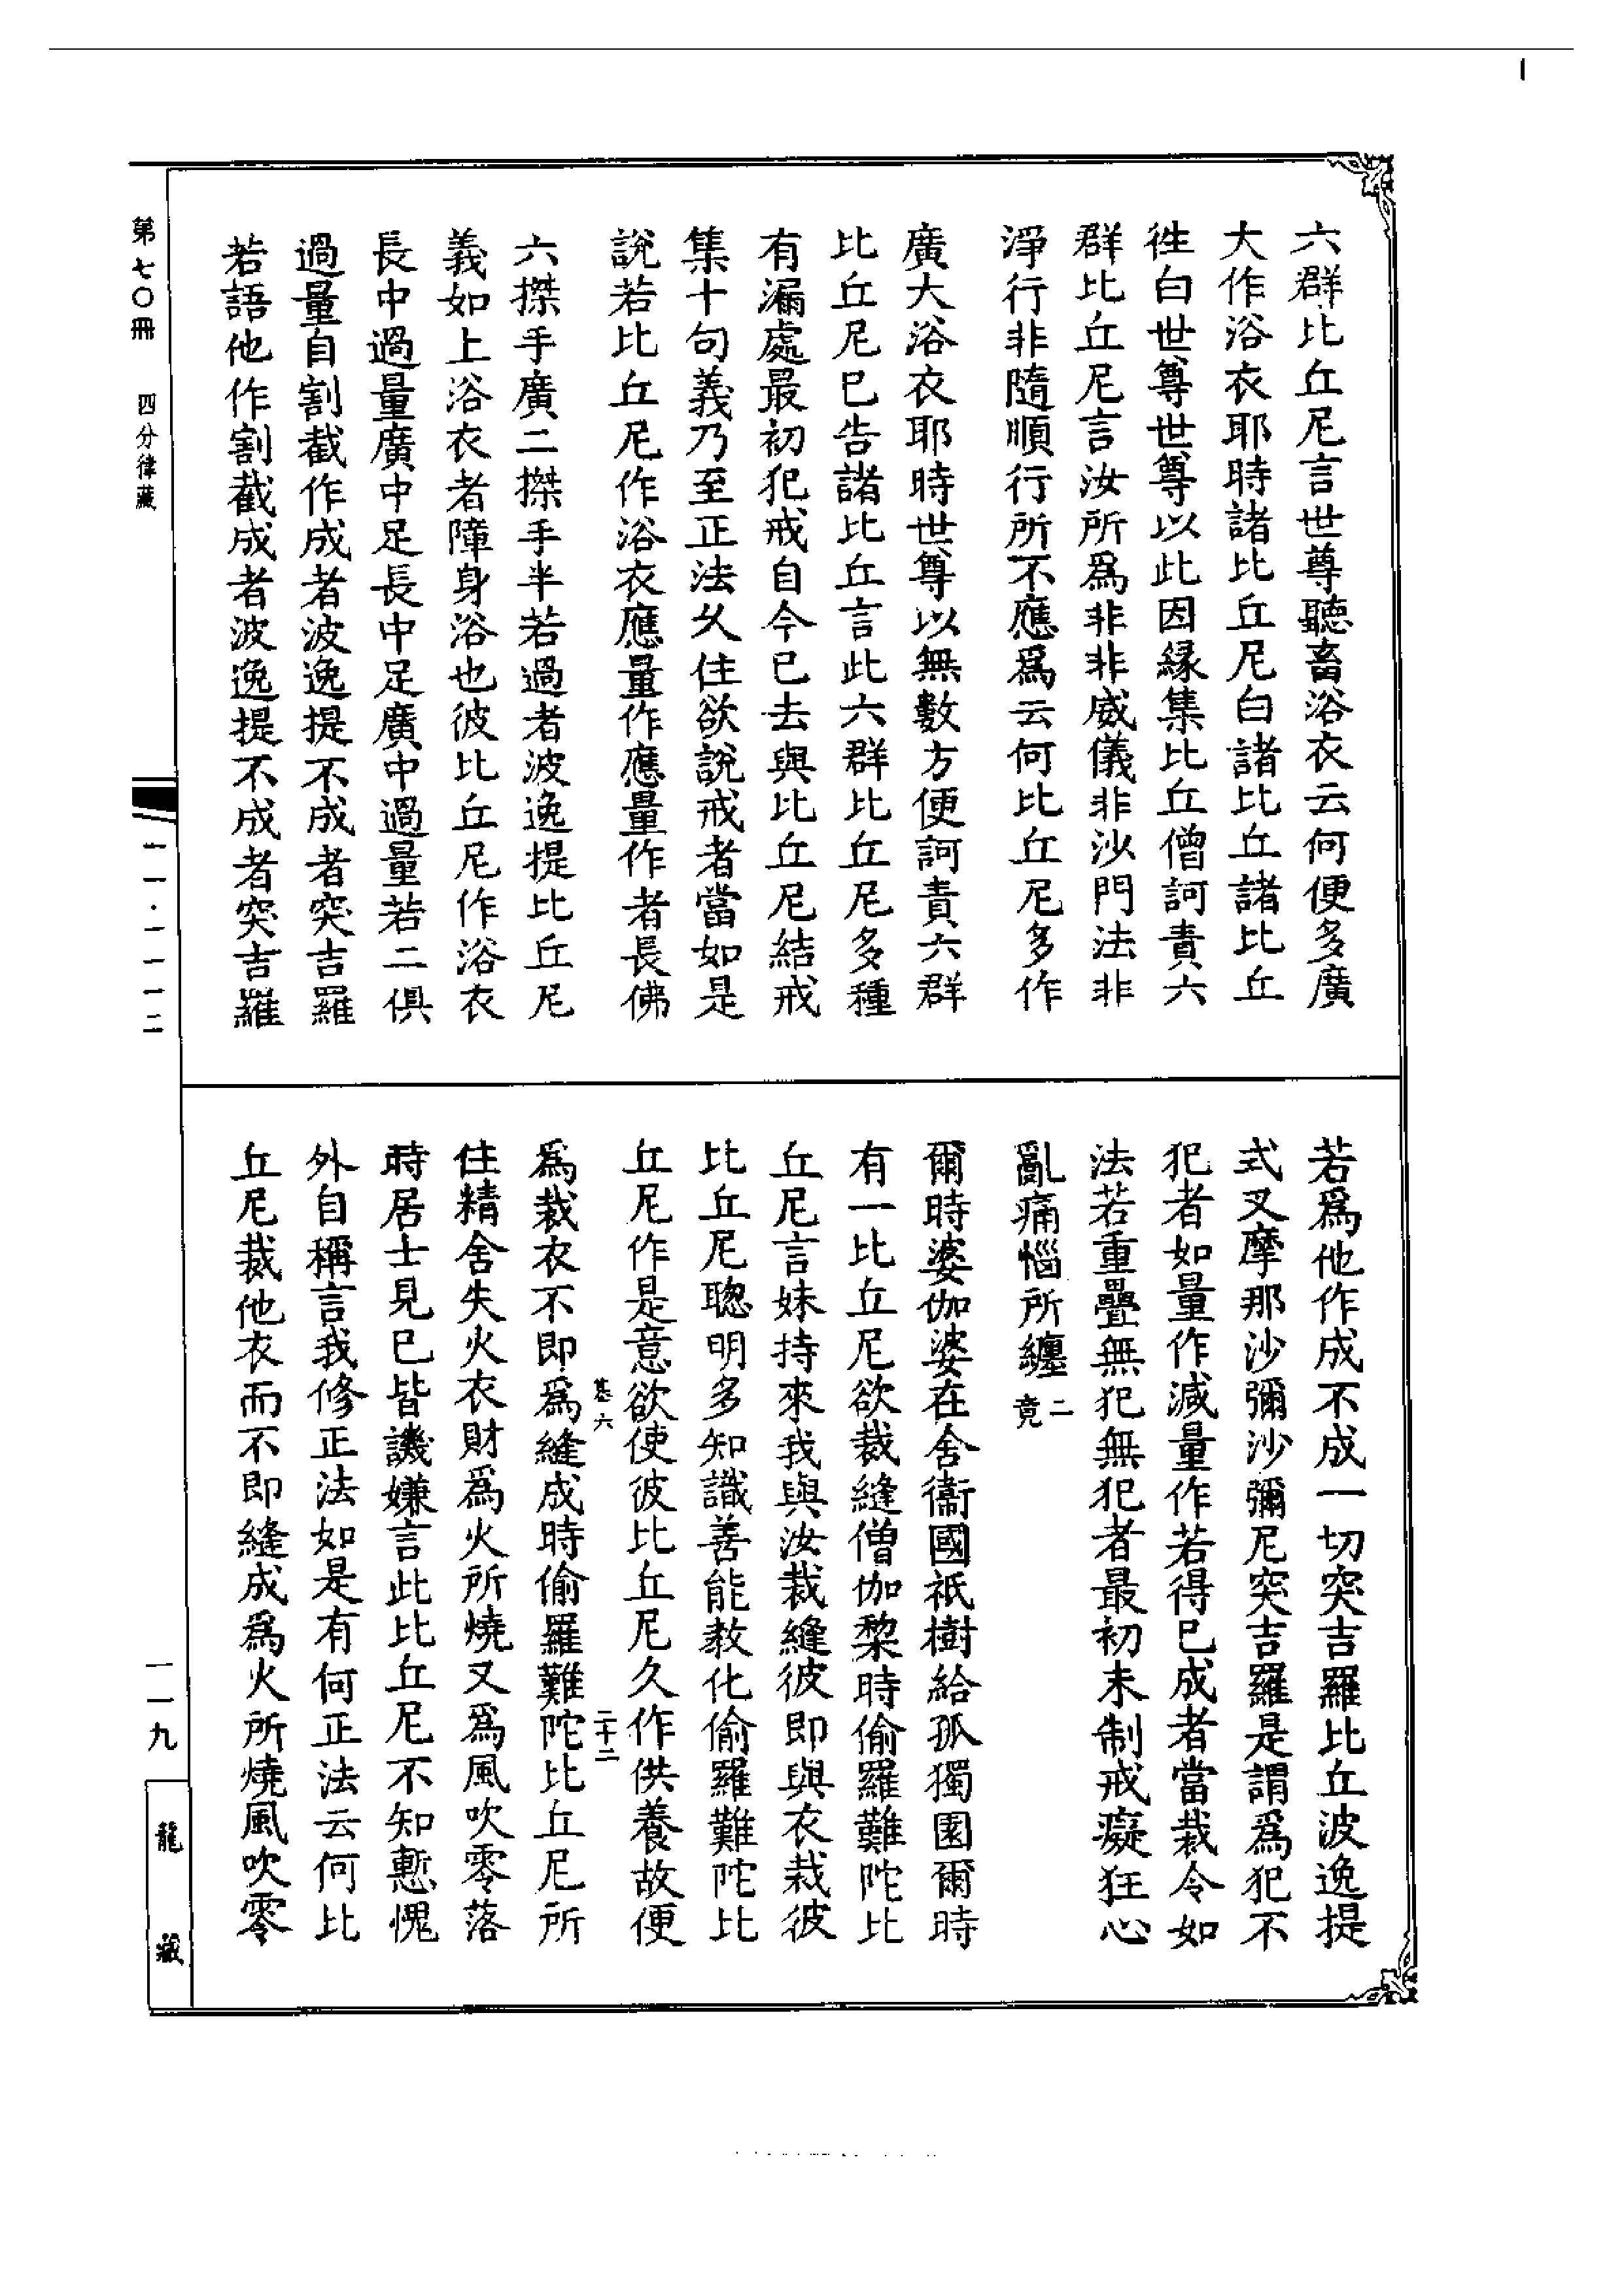 六群比丘尼言世尊聽畜浴衣云何便多廣
大作浴衣耶時諸比丘尼白諸比丘諸比丘
徃白世尊世尊以此因緣集比丘僧訶責六
群比丘尼言汝所爲非非威儀非沙門法非
淨行非隨順行所不應爲云何比丘尼多作
廣大浴衣耶時世尊以無數方便訶責六群
比丘尼已告諸比丘言此六群比丘尼多種
有漏處最初犯戒自今已去與比丘尼結戒
集十句義乃至正法久住欲說戒者當如是
說若比丘尼作浴衣應量作應量作者長佛
六搩手廣二搩手半若過者波逸提比丘尼
義如上浴衣者障身浴也彼比丘尼作浴衣
長中過量廣中足長中足廣中過量若二俱
過量自割截作成者波逸提不成者突吉羅
若語他作割截成者波逸提不成者突吉羅
若爲他作成不成一切突吉羅比丘波逸提
式叉摩那沙彌沙彌尼突吉羅是謂爲犯不
犯者如量作減量作若得已成者當裁令如
法若重疊無犯無犯者最初未制戒癡狂心
亂痛惱所纏二竟
爾時婆伽婆在舍衞國祇樹給孤獨園爾時
有一比丘尼欲裁縫僧伽黎時偷羅難陀比
丘尼言妹持來我與汝裁縫彼即與衣裁彼
比丘尼聰明多知識善能教化偷羅難陀比
丘尼作是意欲使彼比丘尼久作供養故便
基六 二十二
爲裁衣不即爲縫成時偷羅難陀比丘尼所
住精舍失火衣財爲火所燒又爲風吹零落
時居士見已皆譏嫌言此比丘尼不知慙愧
外自稱言我修正法如是有何正法云何比
丘尼裁他衣而不即縫成爲火所燒風吹零
第七〇冊 四分律藏 一一·一一一二
一一九
龍藏
1